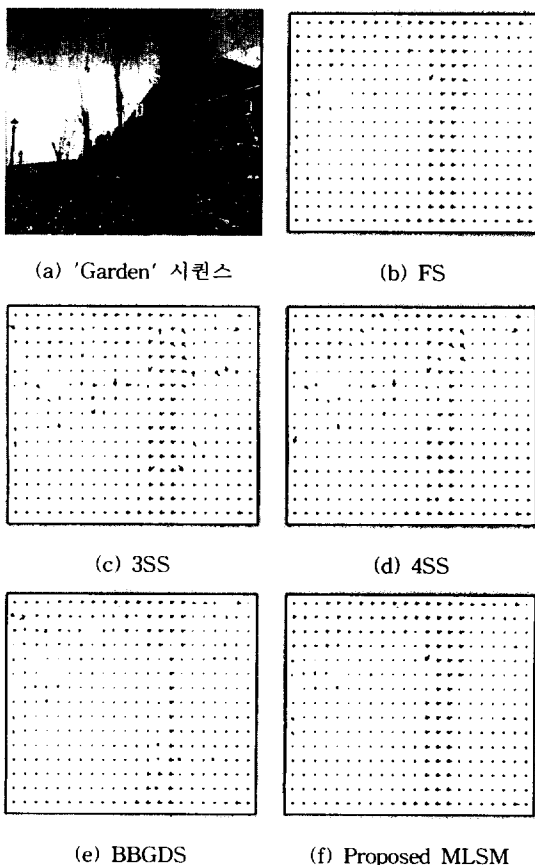 (a) 'Garden' 시퀀스
(b) FS
(c) 3SS
(d) 4SS
(e) BBGDS
(f) Proposed MLSM